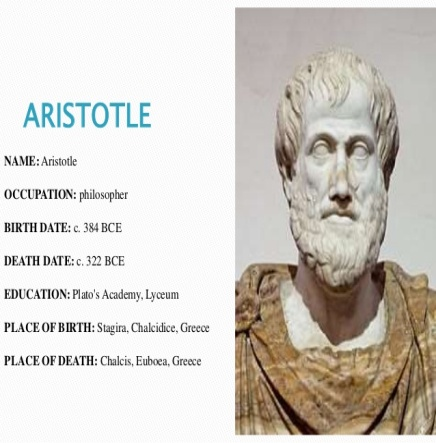 ARISTOTLE
NAME: Aristotle
OCCUPATION: philosopher
BIRTH DATE: c. 384 BCE
DEATH DATE: c. 322 BCE
EDUCATION: Plato's Academy, Lyceum
PLACE OF BIRTH: Stagira, Chalcidice, Greece
PLACE OF DEATH: Chalcis, Euboea, Greece